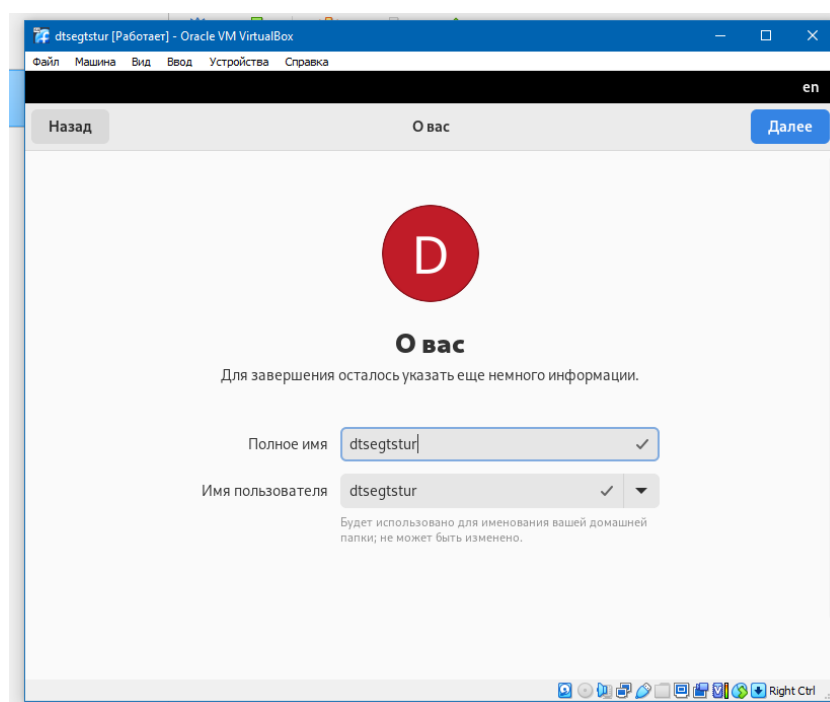 dtsegtstur [Работает] - Oracle VM VirtualBox
Файл Машина Вид Ввод Устройства Справка
en
Назад О вас Далее
D
О вас
Для завершения осталось указать еще немного информации.
Полное имя dtsegtstur
Имя пользователя dtsegtstur
Будет использовано для именования вашей домашней
папки; не может быть изменено.
Right Ctrl